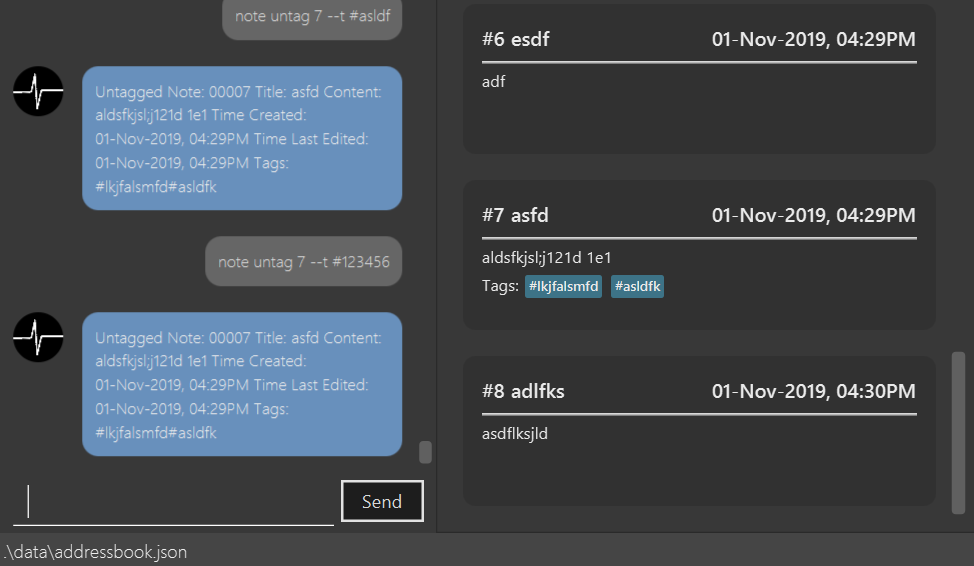 note untag 7 --t #asldf
Untagged Note: 00007 Title: asfd Content:
aldsfkjsl;j121d 1e1 Time Created:
01-Nov-2019, 04:29PM Time Last Edited:
01-Nov-2019, 04:29PM Tags:
#lkjfalsmfd#asldfk
note untag 7 --t #123456
Untagged Note: 00007 Title: asfd Content:
aldsfkjsl;j121d 1e1 Time Created:
01-Nov-2019, 04:29PM Time Last Edited:
01-Nov-2019, 04:29PM Tags:
#lkjfalsmfd#asldfk
Send
#6 esdf 01-Nov-2019, 04:29PM
adf
#7 asfd 01-Nov-2019, 04:29PM
aldsfkjsl;j121d 1e1
Tags: #lkjfalsmfd #asldfk
#8 adlfks 01-Nov-2019, 04:30PM
asdflksjld
.\data\addressbook.json